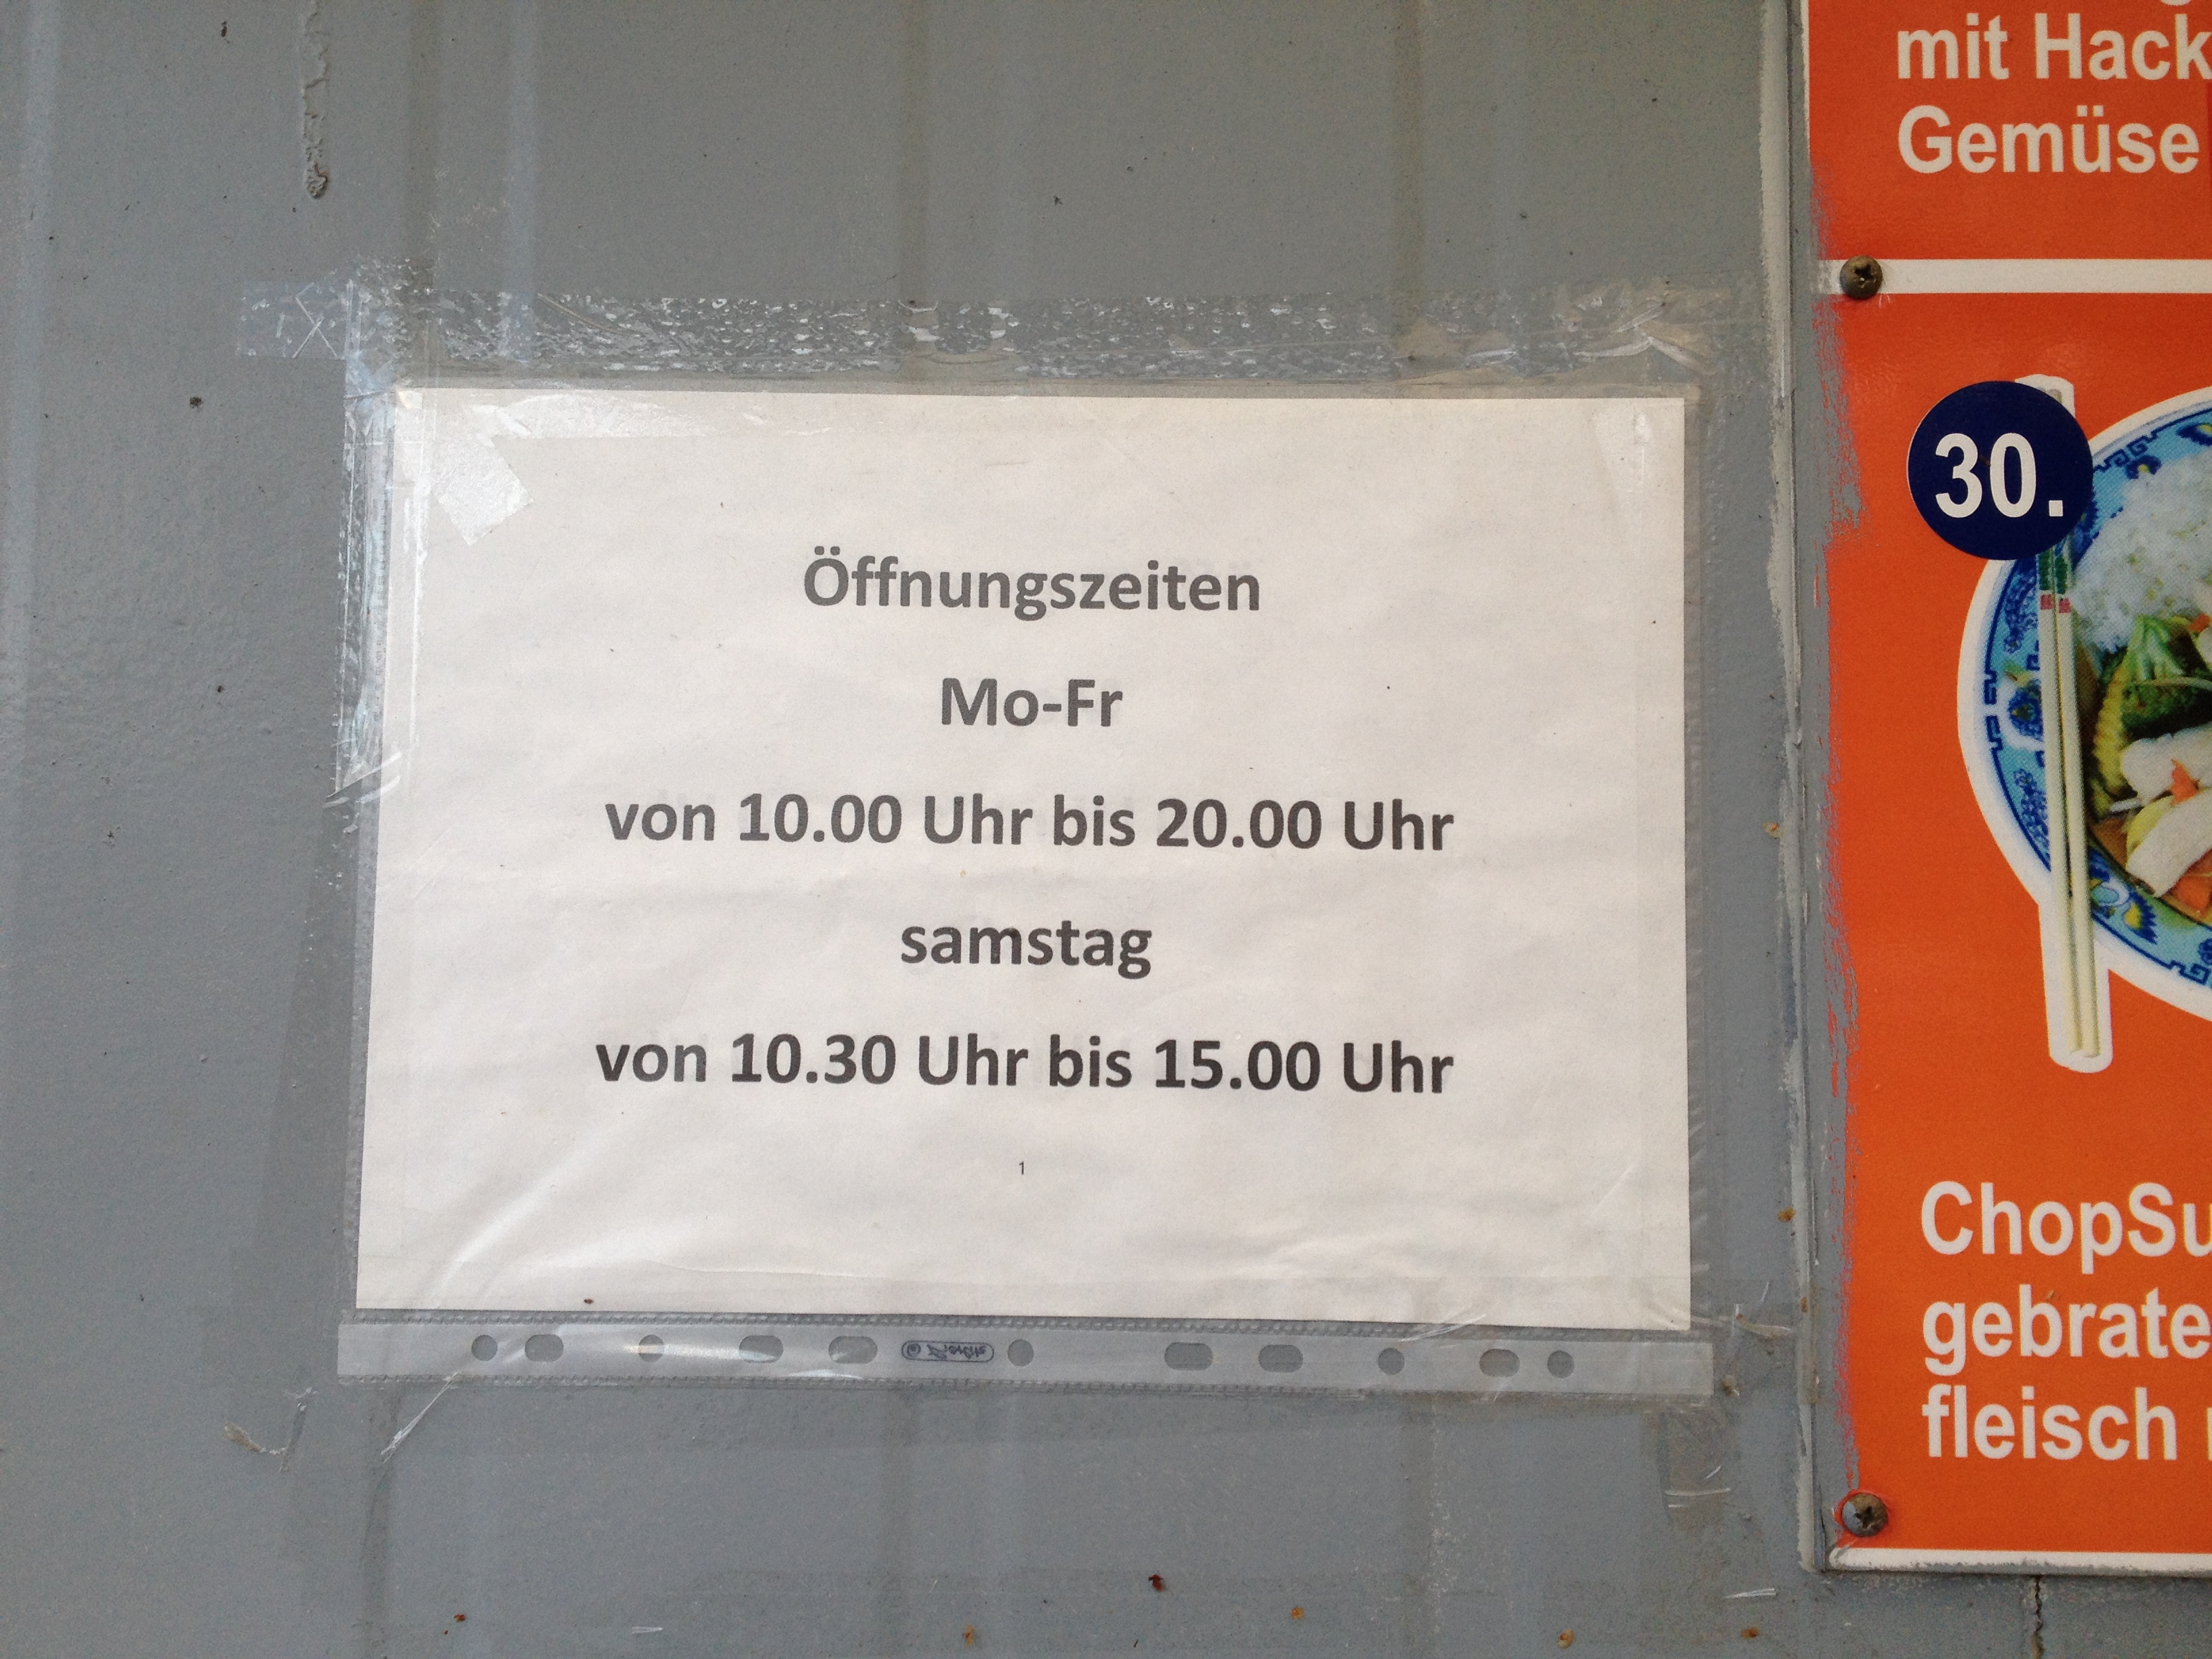 Öffnungszeiten
Mo-Fr
von 10.00 Uhr bis 20.00 Uhr
samstag
von 10.30 Uhr bis 15.00 Uhr
1
mit Hack
Gemüse
30.
ChopSu
gebrate
fleisch